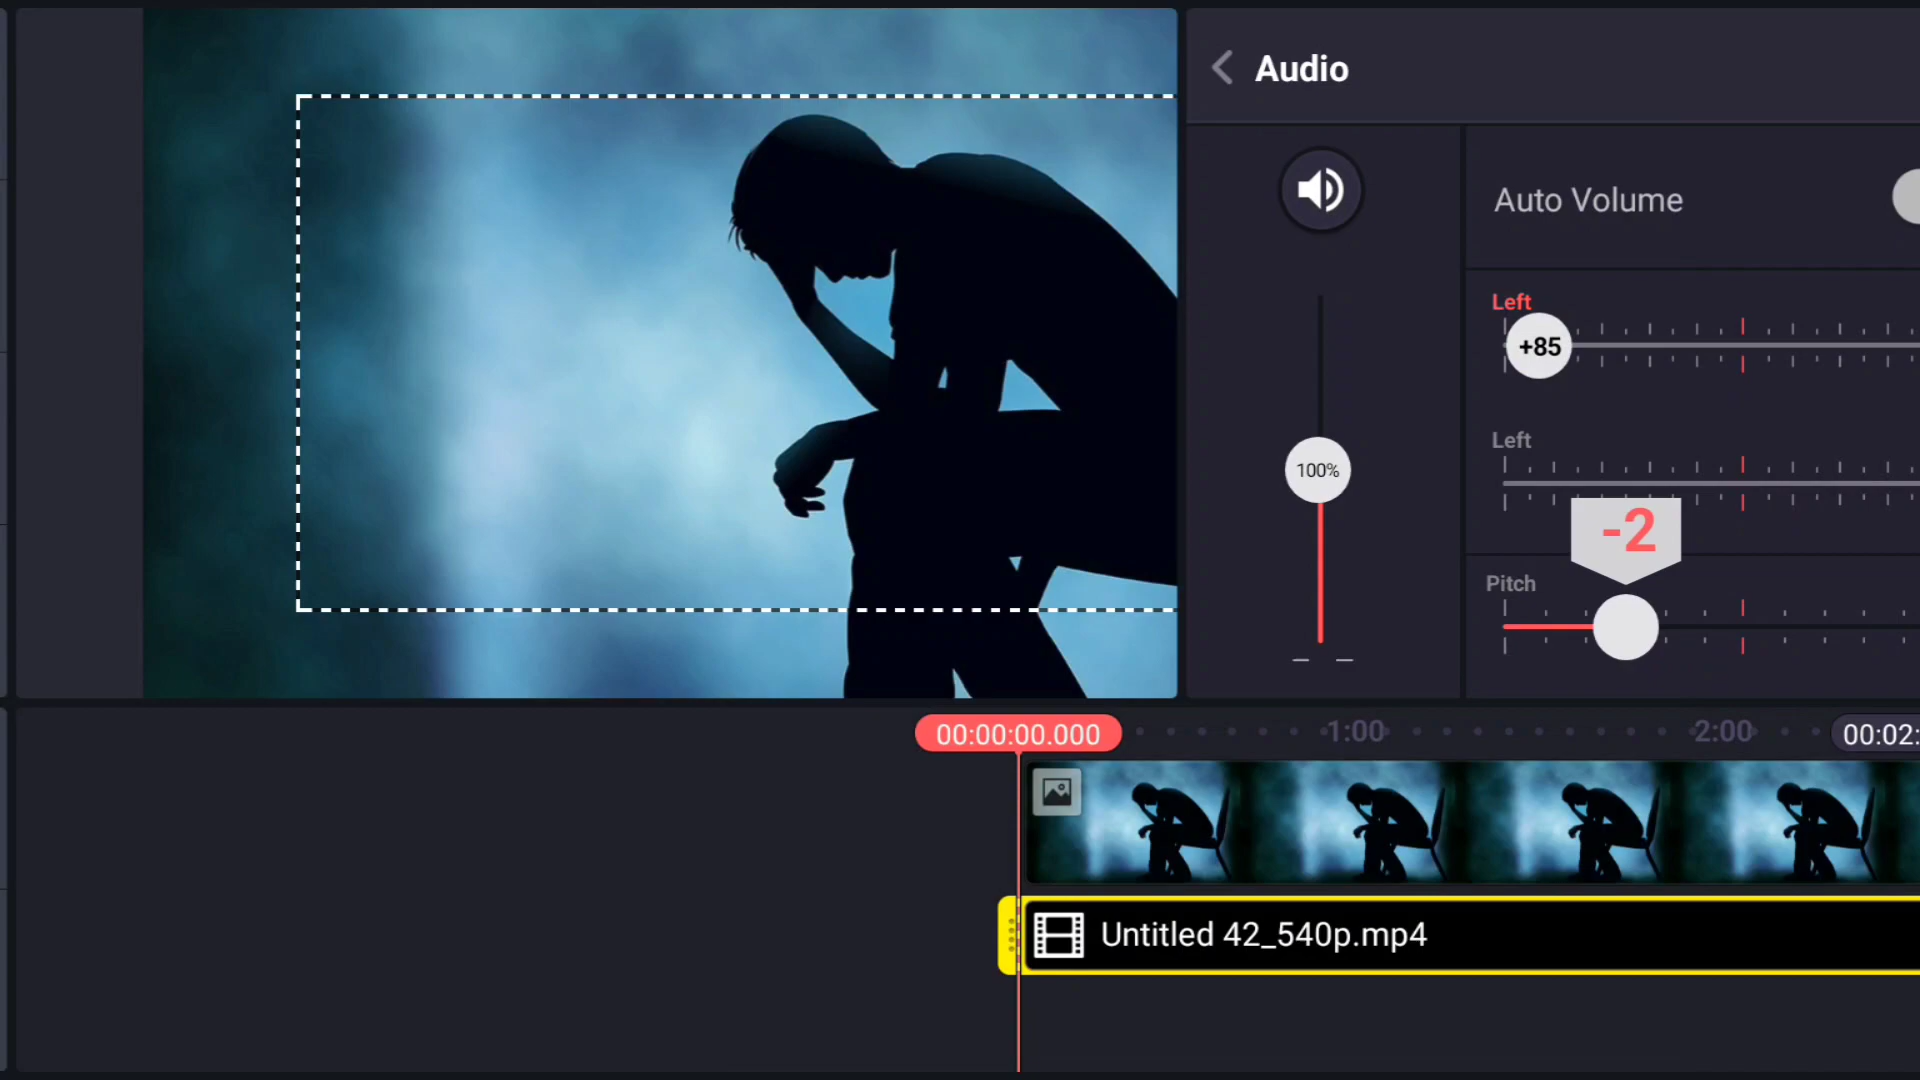 Audio
Auto Volume
Left
+85
Left
100%
-2
Pitch
00:00:00.000
1:00
2:00
00:02:
Untitled 42_540p.mp4